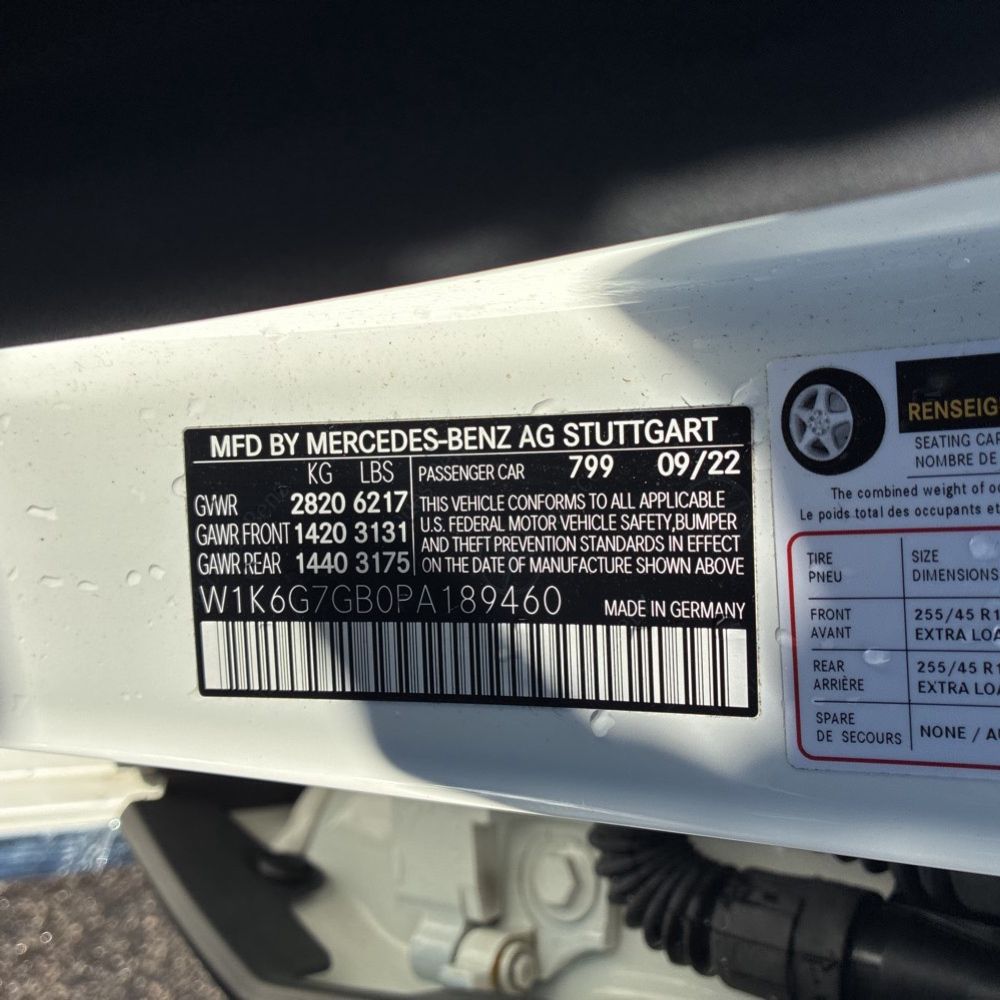 MFD BY MERCEDES-BENZ AG STUTTGART
KG LBS
GVWR 2820 6217
GAWR FRONT 1420 3131
GAWR REAR 1440 3175
PASSENGER CAR 799 09/22
THIS VEHICLE CONFORMS TO ALL APPLICABLE
U.S. FEDERAL MOTOR VEHICLE SAFETY,BUMPER
AND THEFT PREVENTION STANDARDS IN EFFECT
ON THE DATE OF MANUFACTURE SHOWN ABOVE
W1K6G7GB0PA189460 MADE IN GERMANY
RENSEIG
SEATING CAP
NOMBRE DE
The combined weight of oc
Le poids total des occupants et
TIRE SIZE
PNEU DIMENSIONS
FRONT 255/45 R1
AVANT EXTRA LOA
REAR 255/45 R1
ARRIÈRE EXTRA LOA
SPARE
DE SECOURS NONE / A